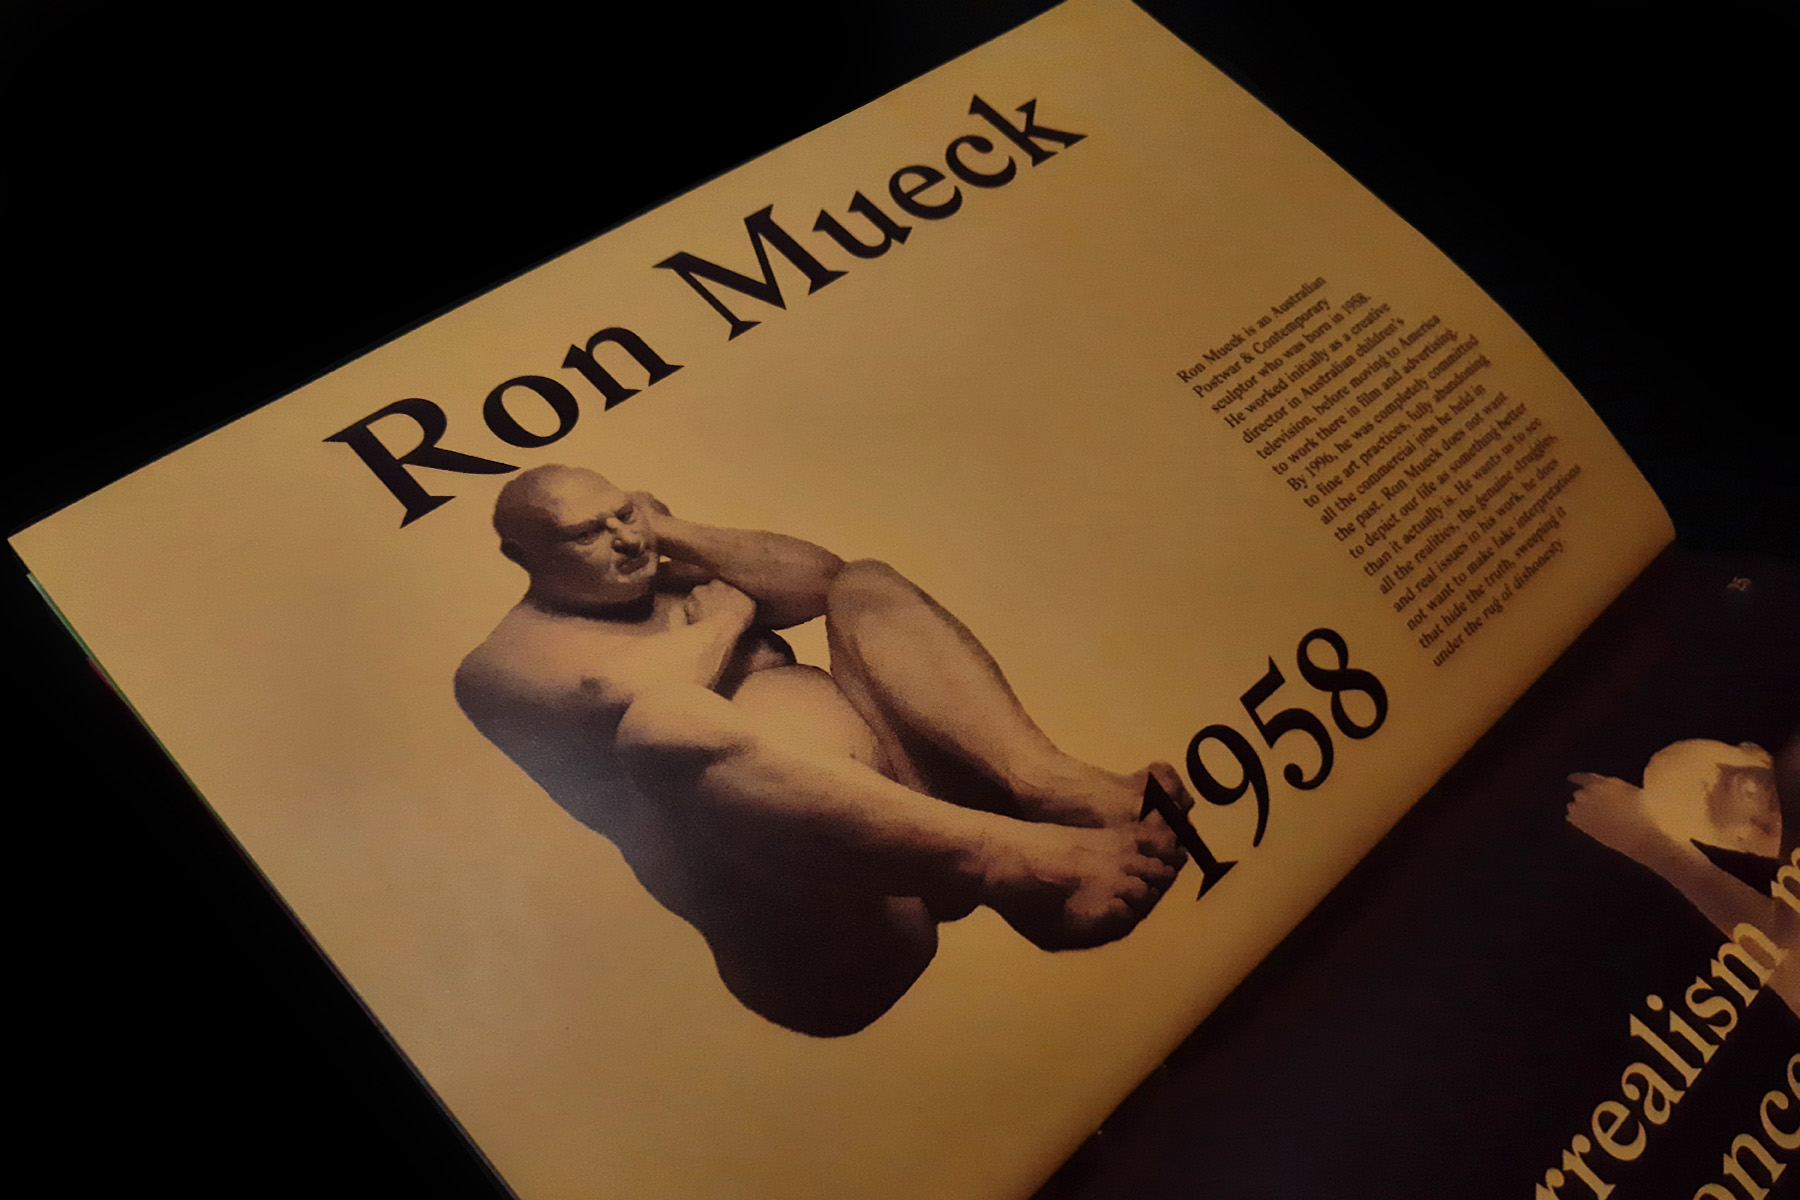 Ron Mueck
Ron Mueck is an Australian
Postwar & Contemporary
sculptor who was born in 1958.
He worked initially as a creative
director in Australian children's
television, before moving to America
to work there in film and advertising.
By 1996, he was completely committed
to fine art practices, fully abandoning
all the commercial jobs he held in
the past. Ron Mueck does not want
to depict our life as something better
than it actually is. He wants us to see
all the realities, the genuine struggles,
and real issues in his work, he does
not want to make lake interpretations
that hide the truth, sweeping it
under the rug of dishonesty.
1958
rrealism
once